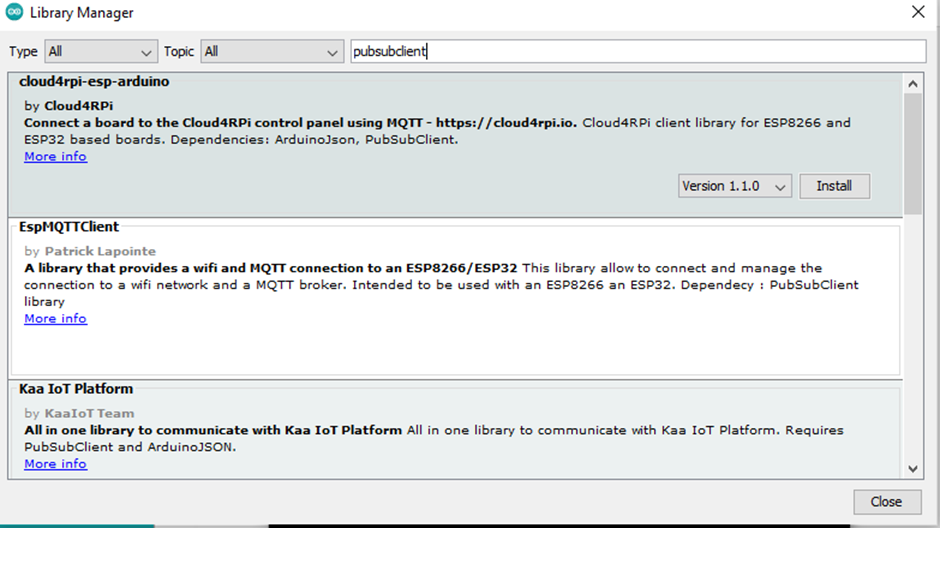 Library Manager
Type All Topic All pubsubclient
cloud4rpi-esp-arduino
by Cloud4RPi
Connect a board to the Cloud4RPi control panel using MQTT - https://cloud4rpi.io. Cloud4RPi client library for ESP8266 and
ESP32 based boards. Dependencies: ArduinoJson, PubSubClient.
More info
Version 1.1.0 Install
EspMQTTClient
by Patrick Lapointe
A library that provides a wifi and MQTT connection to an ESP8266/ESP32 This library allow to connect and manage the
connection to a wifi network and a MQTT broker. Intended to be used with an ESP8266 an ESP32. Dependecy : PubSubClient
library
More info
Kaa IoT Platform
by KaaIoT Team
All in one library to communicate with Kaa IoT Platform All in one library to communicate with Kaa IoT Platform. Requires
PubSubClient and ArduinoJSON.
More info
Close